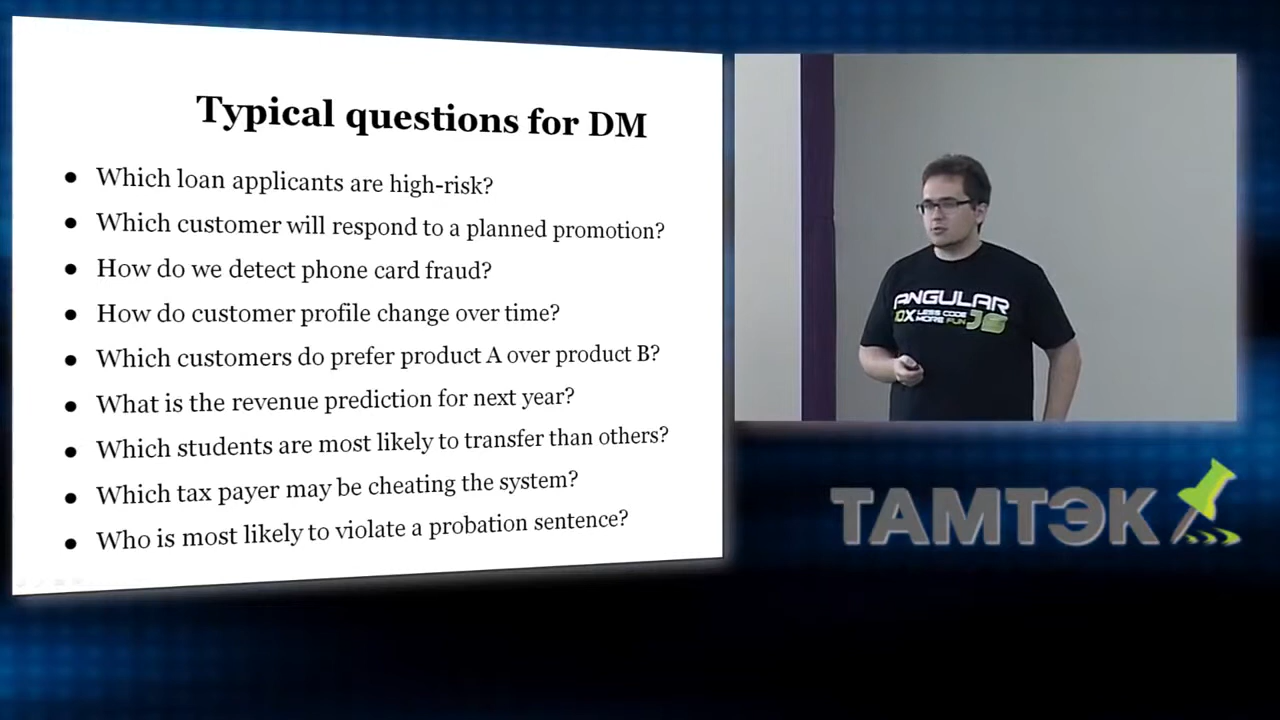 Typical questions for DM
● Which loan applicants are high-risk?
● Which customer will respond to a planned promotion?
● How do we detect phone card fraud?
● How do customer profile change over time?
● Which customers do prefer product A over product B?
● What is the revenue prediction for next year?
● Which students are most likely to transfer than others?
● Which tax payer may be cheating the system?
● Who is most likely to violate a probation sentence?
ANGULAR
10X LESS CODE
MORE FUN JS
ТАМТЭК